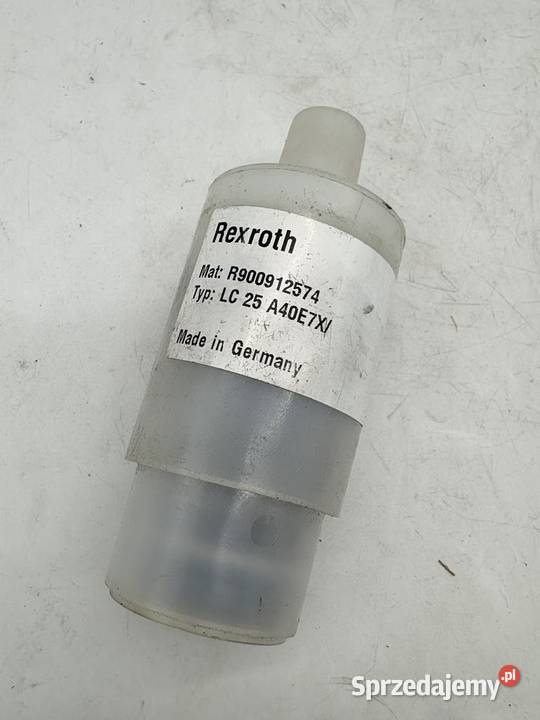 Rexroth
Mat: R900912574
Typ: LC 25 A40E7X/
Made in Germany
Sprzedajemy.pl